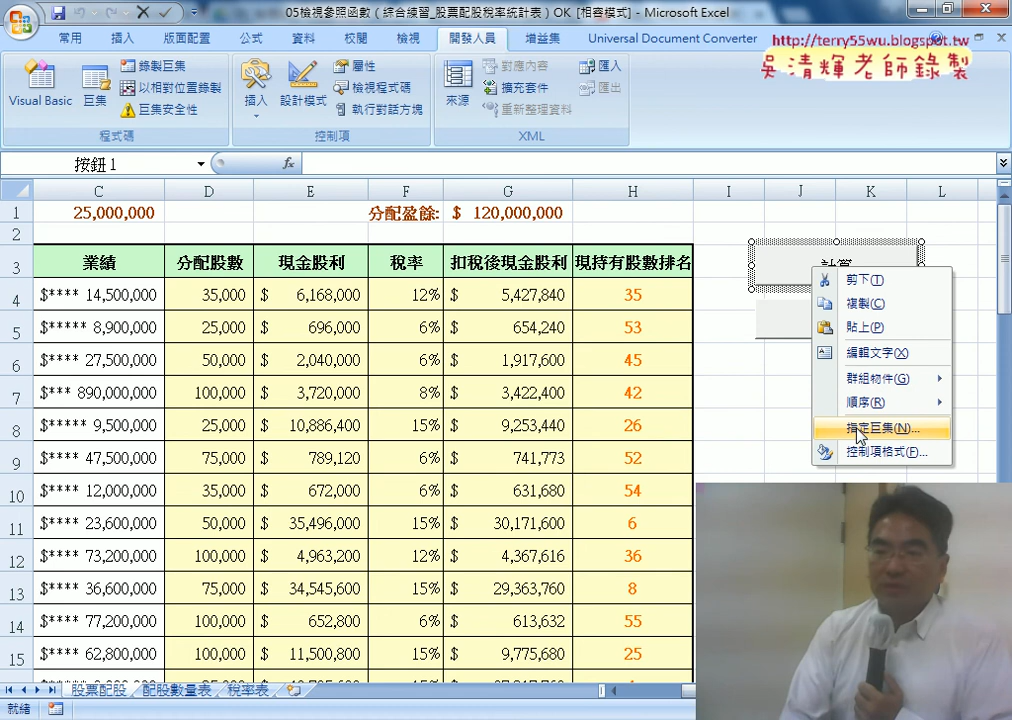 05檢視參照函數（綜合練習_股票配股稅率統計表）OK [相容模式] - Microsoft Excel
常用 插入 版面配置 公式 資料 校閱 檢視 開發人員 增益集 Universal Document Converter
http://terry55wu.blogspot.tw
吳清輝老師錄製
Visual Basic 巨集 錄製巨集 以相對位置錄製 巨集安全性
插入 設計模式 屬性 檢視程式碼 執行對話方塊
來源 對應內容 擴充套件 重新整理資料 匯入 匯出
程式碼 控制項 XML
按鈕 1 fx
C D E F G H I J K L
1 25,000,000 分配盈餘: $ 120,000,000
2
3 業績 分配股數 現金股利 稅率 扣稅後現金股利 現持有股數排名
4 $**** 14,500,000 35,000 $ 6,168,000 12% $ 5,427,840 35
5 $***** 8,900,000 25,000 $ 696,000 6% $ 654,240 53
6 $**** 27,500,000 50,000 $ 2,040,000 6% $ 1,917,600 45
7 $*** 890,000,000 100,000 $ 3,720,000 8% $ 3,422,400 42
8 $***** 9,500,000 25,000 $ 10,886,400 15% $ 9,253,440 26
9 $**** 47,500,000 75,000 $ 789,120 6% $ 741,773 52
10 $**** 12,000,000 35,000 $ 672,000 6% $ 631,680 54
11 $**** 23,600,000 50,000 $ 35,496,000 15% $ 30,171,600 6
12 $**** 73,200,000 100,000 $ 4,963,200 12% $ 4,367,616 36
13 $**** 36,600,000 75,000 $ 34,545,600 15% $ 29,363,760 8
14 $**** 77,200,000 100,000 $ 652,800 6% $ 613,632 55
15 $**** 62,800,000 100,000 $ 11,500,800 15% $ 9,775,680 25
計算
剪下(T)
複製(C)
貼上(P)
編輯文字(X)
群組物件(G)
順序(R)
指定巨集(N)...
控制項格式(F)...
股票配股 配股數量表 稅率表
就緒